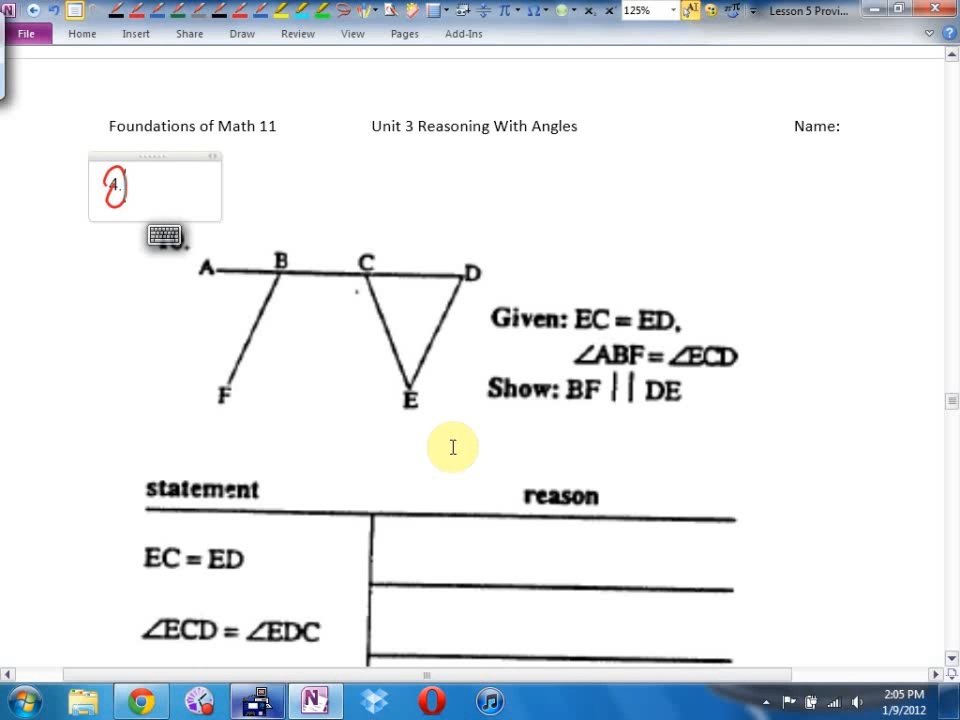 125%
Lesson 5 Provi...
File Home Insert Share Draw Review View Pages Add-Ins
Foundations of Math 11 Unit 3 Reasoning With Angles Name:
4.
A B C D
Given: EC = ED,
∠ABF = ∠ECD
Show: BF || DE
F E
statement reason
EC = ED
∠ECD = ∠EDC
2:05 PM
1/9/2012